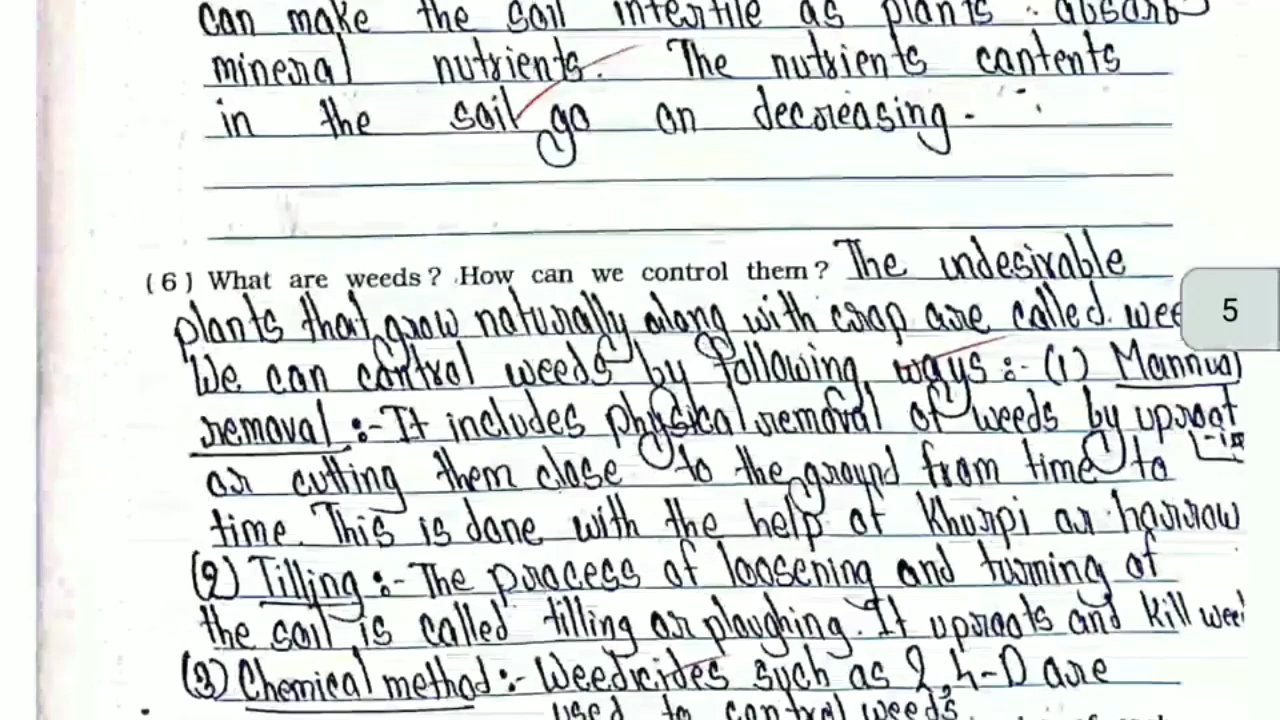 can make the soil infertile as plants absorb
mineral nutrients. The nutrients contents
in the soil go on decreasing.
(6) What are weeds? How can we control them? The undesirable
plants that grow naturally along with crop are called. wee
5
We can control weeds by following ways :- (1) Mannual
removal :- It includes physical removal of weeds by uproot
-in
or cutting them close to the ground from time to
time. This is done with the help of Khurpi or harrow
(2) Tilling :- The process of loosening and turning of
the soil is called tilling or ploughing. It uproots and kill wee
(3) Chemical method :- Weedicides such as 2,4-D are
used to control weeds.